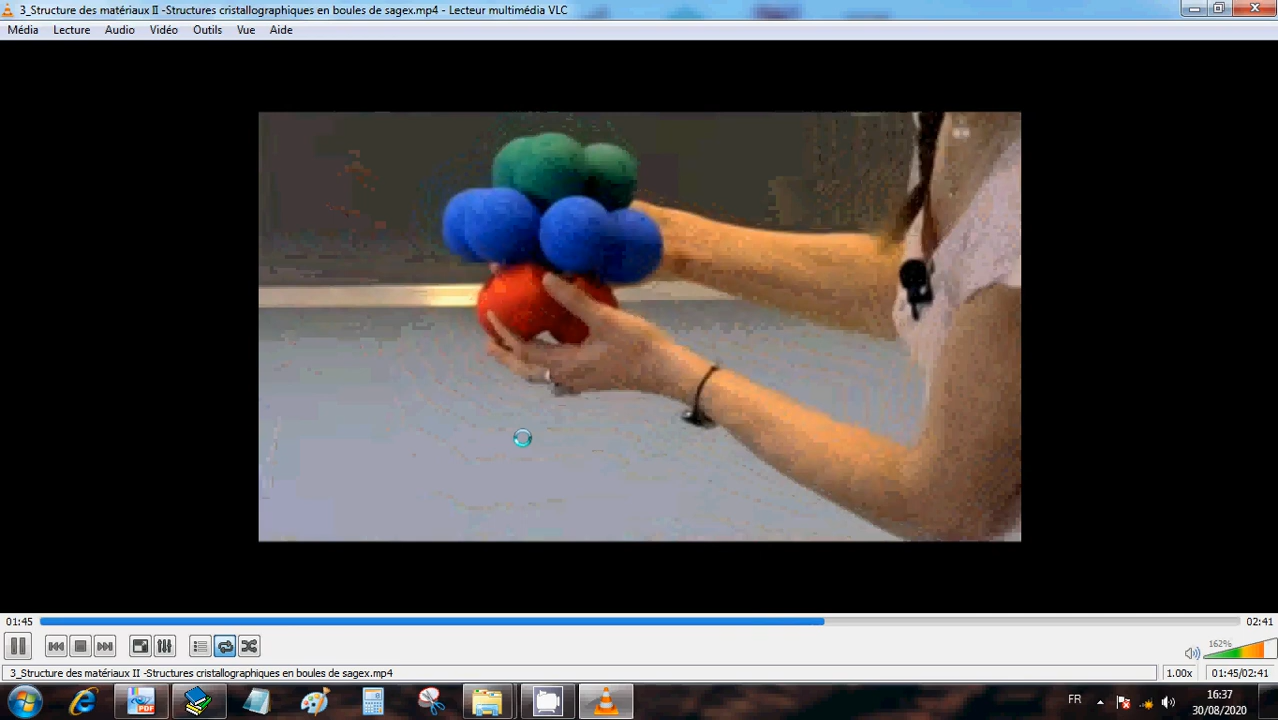 3_Structure des matériaux II -Structures cristallographiques en boules de sagex.mp4 - Lecteur multimédia VLC
Média Lecture Audio Vidéo Outils Vue Aide
01:45 02:41
162%
3_Structure des matériaux II -Structures cristallographiques en boules de sagex.mp4 1.00x 01:45/02:41
PDF
FR 16:37
30/08/2020